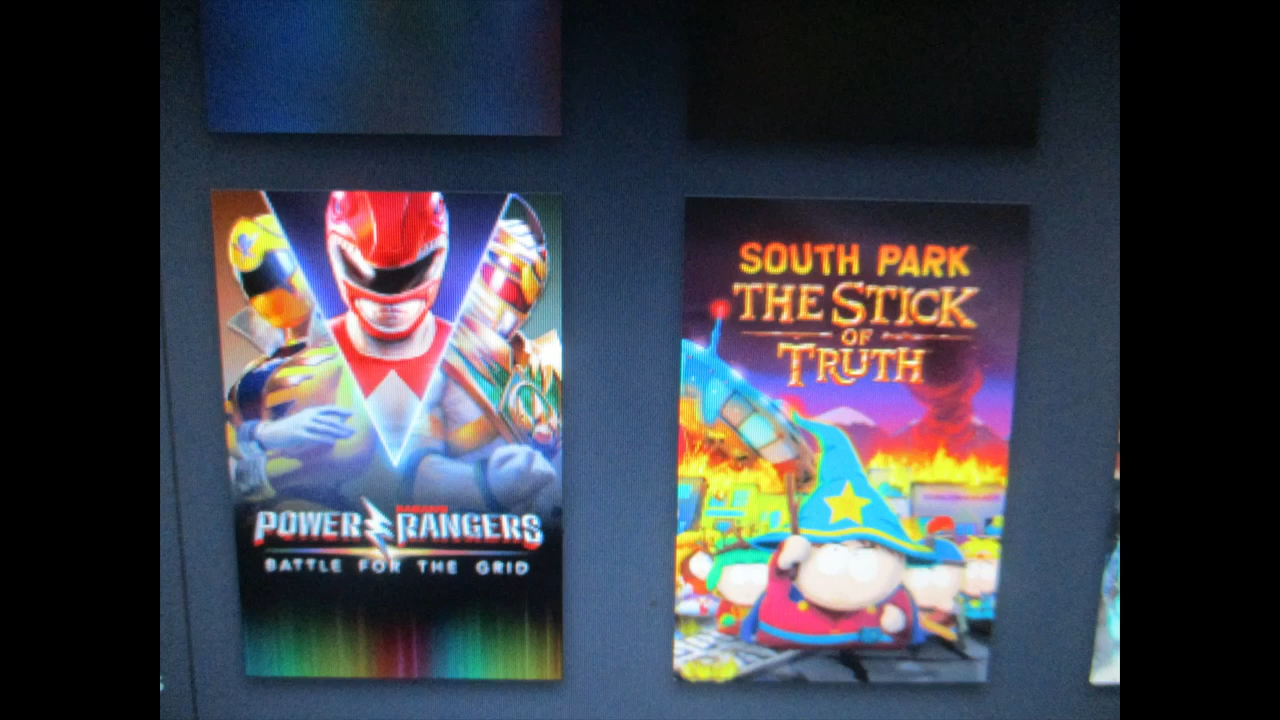 POWER RANGERS
BATTLE FOR THE GRID
SOUTH PARK
THE STICK
OF
TRUTH